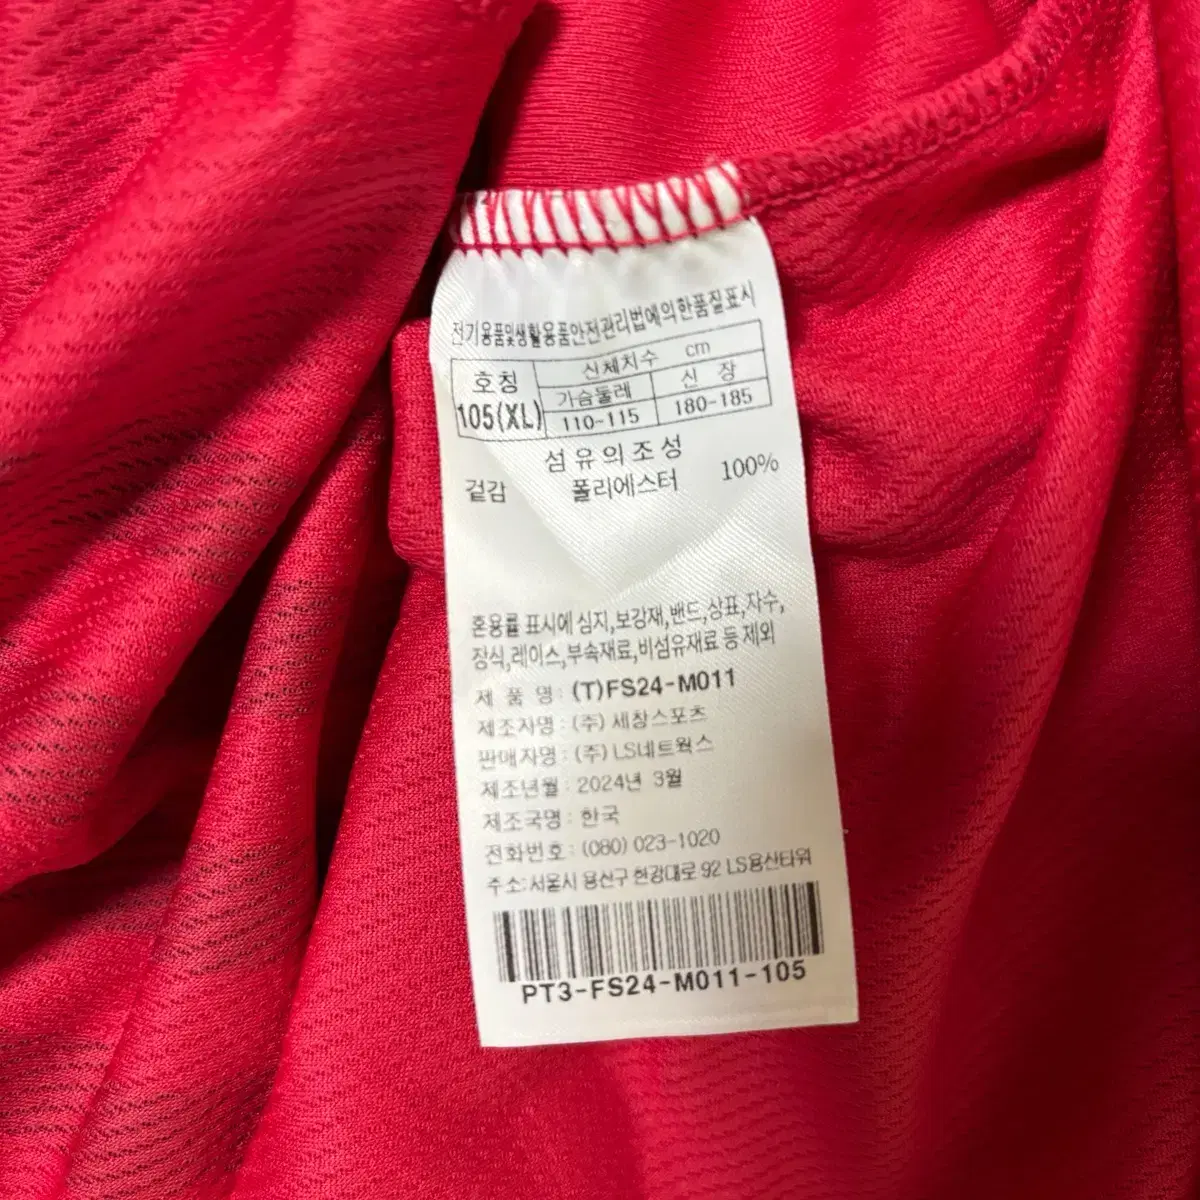 전기용품및생활용품안전관리법에의한품질표시
호칭 신체치수 cm
가슴둘레 신 장
105(XL) 110-115 180-185
섬유의조성
겉감 폴리에스터 100%
혼용률 표시에 심지,보강재,밴드,상표,자수,
장식,레이스,부속재료,비섬유재료 등 제외
제 품 명 : (T)FS24-M011
제조자명 : (주) 세창스포츠
판매자명 : (주) LS네트웍스
제조년월 : 2024년 3월
제조국명 : 한국
전화번호 : (080) 023-1020
주소:서울시 용산구 한강대로 92 LS용산타워
PT3-FS24-M011-105